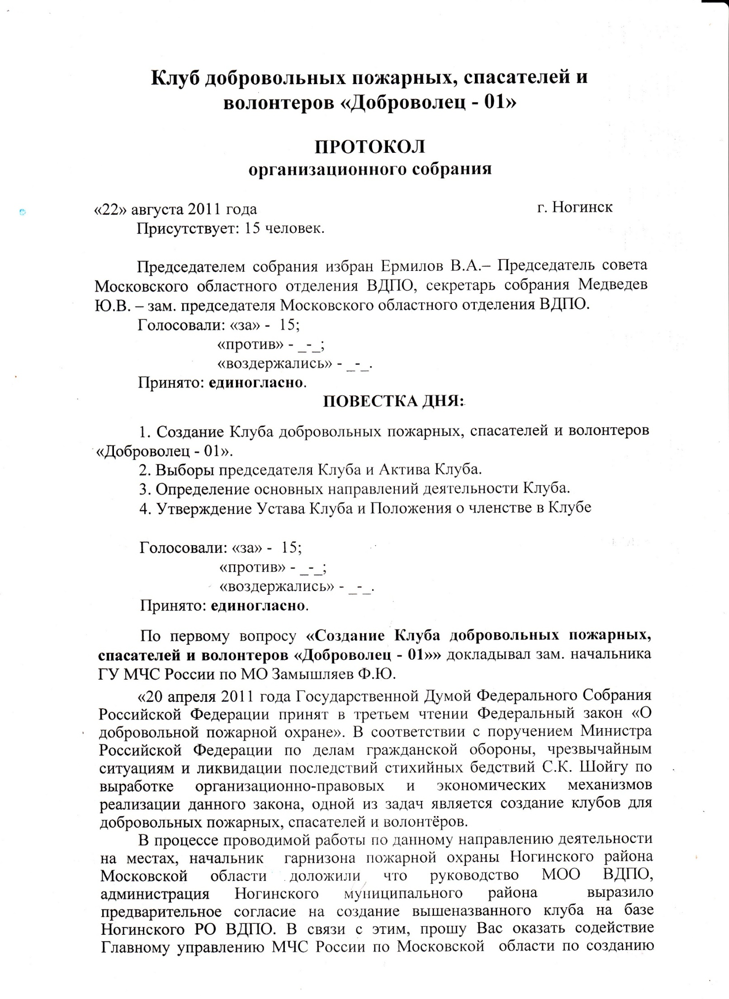 Клуб добровольных пожарных, спасателей и
волонтеров «Доброволец - 01»
ПРОТОКОЛ
организационного собрания
«22» августа 2011 года г. Ногинск
Присутствует: 15 человек.
Председателем собрания избран Ермилов В.А.– Председатель совета
Московского областного отделения ВДПО, секретарь собрания Медведев
Ю.В. – зам. председателя Московского областного отделения ВДПО.
Голосовали: «за» - 15;
«против» - _-_;
«воздержались» - _-_.
Принято: единогласно.
ПОВЕСТКА ДНЯ:
1. Создание Клуба добровольных пожарных, спасателей и волонтеров
«Доброволец - 01».
2. Выборы председателя Клуба и Актива Клуба.
3. Определение основных направлений деятельности Клуба.
4. Утверждение Устава Клуба и Положения о членстве в Клубе
Голосовали: «за» - 15;
«против» - _-_;
«воздержались» - _-_.
Принято: единогласно.
По первому вопросу «Создание Клуба добровольных пожарных,
спасателей и волонтеров «Доброволец - 01»» докладывал зам. начальника
ГУ МЧС России по МО Замышляев Ф.Ю.
«20 апреля 2011 года Государственной Думой Федерального Собрания
Российской Федерации принят в третьем чтении Федеральный закон «О
добровольной пожарной охране». В соответствии с поручением Министра
Российской Федерации по делам гражданской обороны, чрезвычайным
ситуациям и ликвидации последствий стихийных бедствий С.К. Шойгу по
выработке организационно-правовых и экономических механизмов
реализации данного закона, одной из задач является создание клубов для
добровольных пожарных, спасателей и волонтёров.
В процессе проводимой работы по данному направлению деятельности
на местах, начальник гарнизона пожарной охраны Ногинского района
Московской области доложили что руководство МОО ВДПО,
администрация Ногинского муниципального района выразило
предварительное согласие на создание вышеназванного клуба на базе
Ногинского РО ВДПО. В связи с этим, прошу Вас оказать содействие
Главному управлению МЧС России по Московской области по созданию